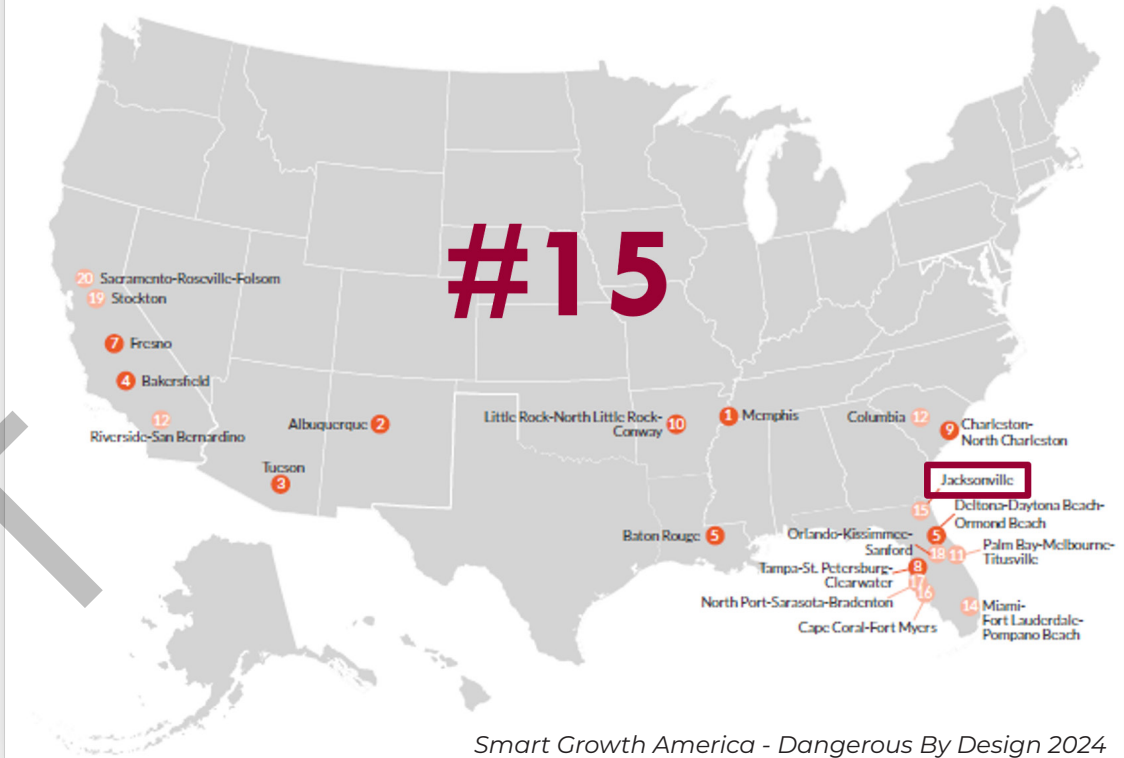 #15
20 Sacramento-Roseville-Folsom
19 Stockton
7 Fresno
4 Bakersfield
12
Riverside-San Bernardino
Albuquerque 2
Tucson
3
Little Rock-North Little Rock-
Conway 10
1 Memphis
Columbia 12
9 Charleston-
North Charleston
Jacksonville
15
Deltona-Daytona Beach-
Ormond Beach
5
Baton Rouge 5
Orlando-Kissimmee-
Sanford 18
11 Palm Bay-Melbourne-
Titusville
Tampa-St. Petersburg-
Clearwater
8
17
North Port-Sarasota-Bradenton
16
Cape Coral-Fort Myers
14 Miami-
Fort Lauderdale-
Pompano Beach
Smart Growth America - Dangerous By Design 2024